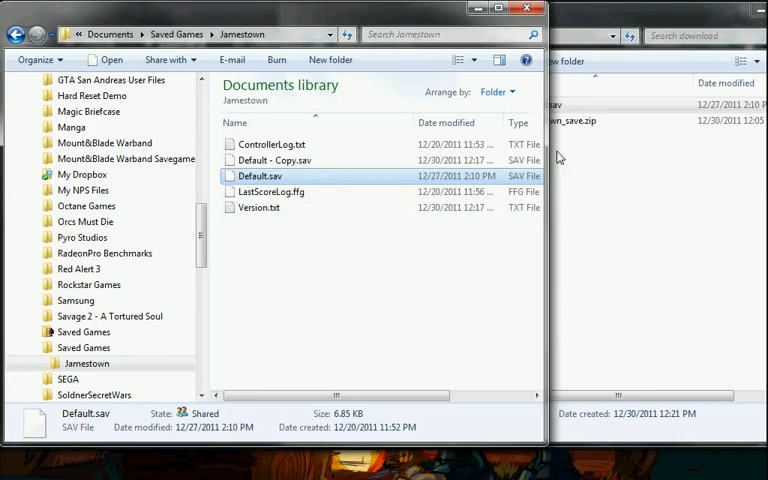 « Documents ▸ Saved Games ▸ Jamestown ▸
Search Jamestown
Search download
Organize ▾
Open
Share with ▾
E-mail
Burn
New folder
ew folder
GTA San Andreas User Files
Hard Reset Demo
Magic Briefcase
Manga
Mount&Blade Warband
Mount&Blade Warband Savegame
My Dropbox
My NPS Files
Octane Games
Orcs Must Die
Pyro Studios
RadeonPro Benchmarks
Red Alert 3
Rockstar Games
Samsung
Savage 2 - A Tortured Soul
Saved Games
Saved Games
Jamestown
SEGA
SoldnerSecretWars
Documents library
Jamestown
Arrange by: Folder ▾
Name Date modified Type
ControllerLog.txt 12/20/2011 11:53 ... TXT File
Default - Copy.sav 12/30/2011 12:17 ... SAV File
Default.sav 12/27/2011 2:10 PM SAV File
LastScoreLog.ffg 12/20/2011 11:56 ... FFG File
Version.txt 12/30/2011 12:17 ... TXT File
Date modified
sav 12/27/2011 2:10 P
wn_save.zip 12/30/2011 12:05
Default.sav State: Shared Size: 6.85 KB
SAV File Date modified: 12/27/2011 2:10 PM Date created: 12/20/2011 11:52 PM
Date created: 12/30/2011 12:21 PM